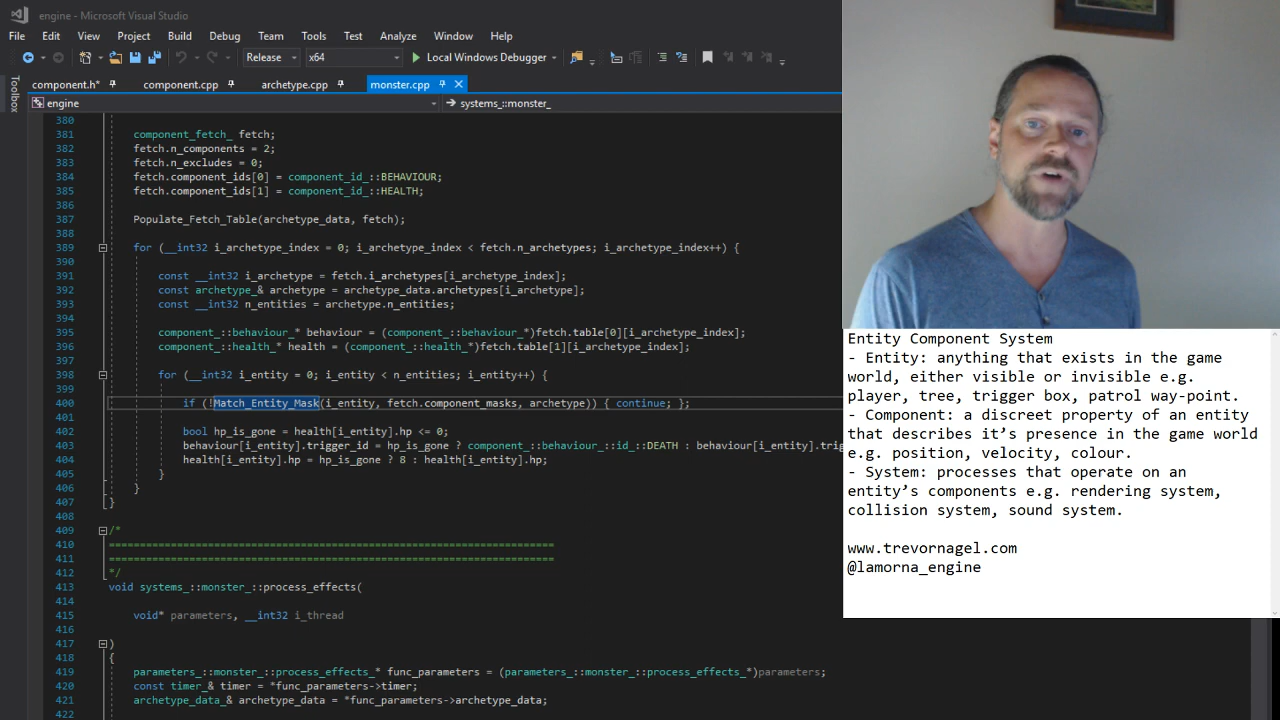 engine - Microsoft Visual Studio
File Edit View Project Build Debug Team Tools Test Analyze Window Help
Release x64 Local Windows Debugger
Toolbox
component.h* component.cpp archetype.cpp monster.cpp
engine systems_::monster_
380
381 component_fetch_ fetch;
382 fetch.n_components = 2;
383 fetch.n_excludes = 0;
384 fetch.component_ids[0] = component_id_::BEHAVIOUR;
385 fetch.component_ids[1] = component_id_::HEALTH;
386
387 Populate_Fetch_Table(archetype_data, fetch);
388
389 for (__int32 i_archetype_index = 0; i_archetype_index < fetch.n_archetypes; i_archetype_index++) {
390
391 const __int32 i_archetype = fetch.i_archetypes[i_archetype_index];
392 const archetype_& archetype = archetype_data.archetypes[i_archetype];
393 const __int32 n_entities = archetype.n_entities;
394
395 component_::behaviour_* behaviour = (component_::behaviour_*)fetch.table[0][i_archetype_index];
396 component_::health_* health = (component_::health_*)fetch.table[1][i_archetype_index];
397
398 for (__int32 i_entity = 0; i_entity < n_entities; i_entity++) {
399
400 if (!Match_Entity_Mask(i_entity, fetch.component_masks, archetype)) { continue; };
401
402 bool hp_is_gone = health[i_entity].hp <= 0;
403 behaviour[i_entity].trigger_id = hp_is_gone ? component_::behaviour_::id_::DEATH : behaviour[i_entity].trig
404 health[i_entity].hp = hp_is_gone ? 8 : health[i_entity].hp;
405 }
406 }
407 }
408
409 /*
410 ===============================================================================
411 ===============================================================================
412 */
413 void systems_::monster_::process_effects(
414
415 void* parameters, __int32 i_thread
416
417 )
418 {
419 parameters_::monster_::process_effects_* func_parameters = (parameters_::monster_::process_effects_*)parameters;
420 const timer_& timer = *func_parameters->timer;
421 archetype_data_& archetype_data = *func_parameters->archetype_data;
422
Entity Component System
- Entity: anything that exists in the game
world, either visible or invisible e.g.
player, tree, trigger box, patrol way-point.
- Component: a discreet property of an entity
that describes it’s presence in the game world
e.g. position, velocity, colour.
- System: processes that operate on an
entity’s components e.g. rendering system,
collision system, sound system.
www.trevornagel.com
@lamorna_engine